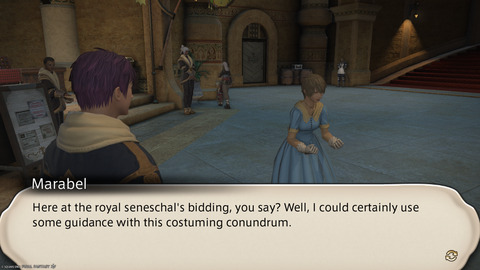 Marabel
Here at the royal seneschal's bidding, you say? Well, I could certainly use
some guidance with this costuming conundrum.